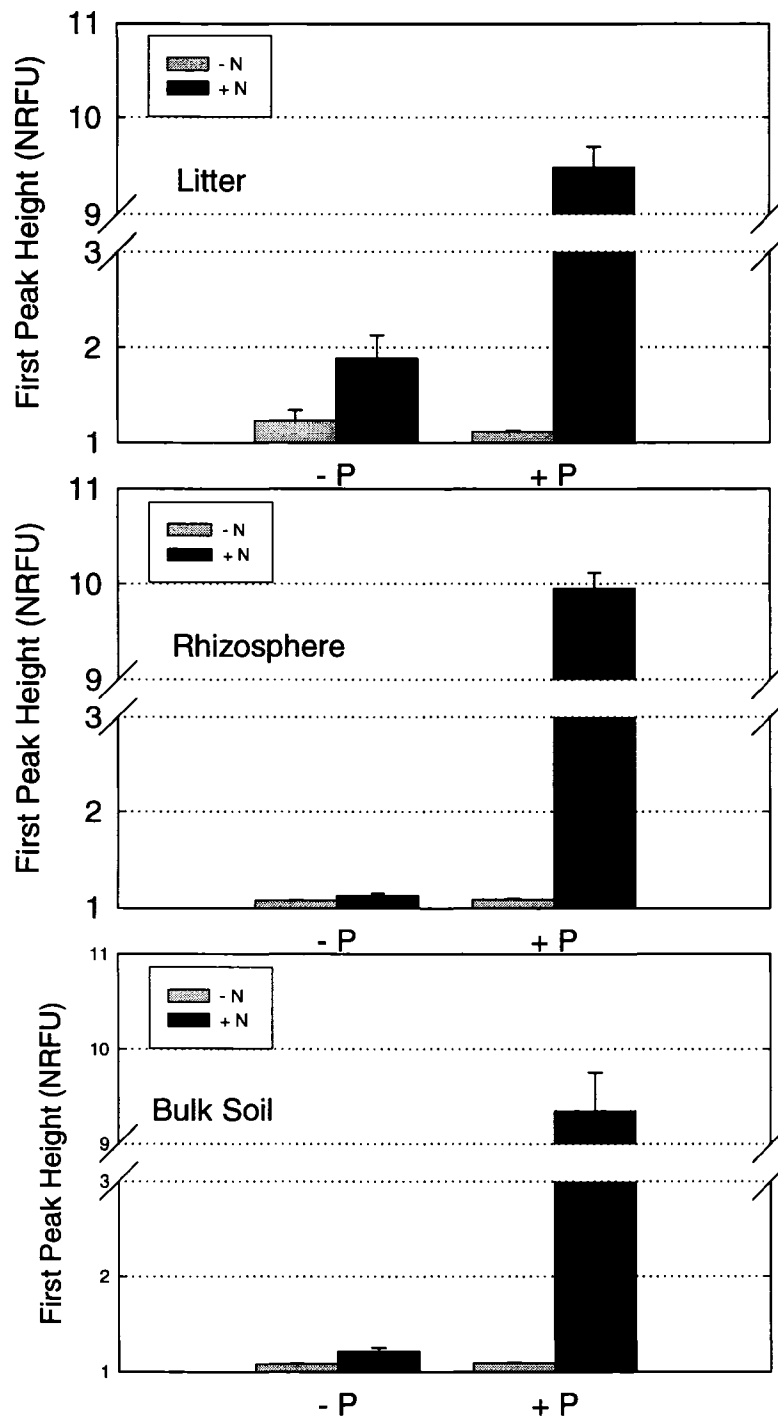 First Peak Height (NRFU)
11
10
9
3
2
1
- N
+ N
Litter
- P
+ P
First Peak Height (NRFU)
11
10
9
3
2
1
- N
+ N
Rhizosphere
- P
+ P
First Peak Height (NRFU)
11
10
9
3
2
1
- N
+ N
Bulk Soil
- P
+ P